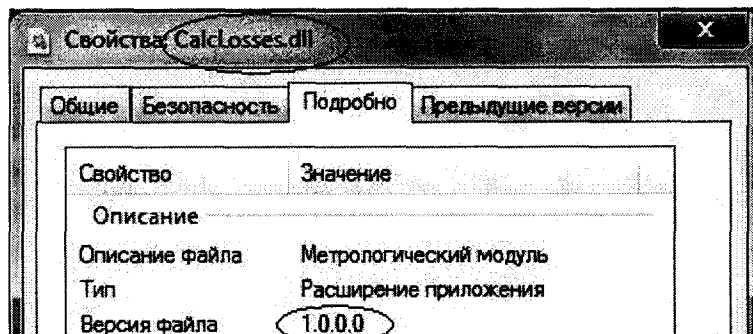 Свойства: CalcLosses.dll
Общие Безопасность Подробно Предыдущие версии
Свойство Значение
Описание
Описание файла Метрологический модуль
Тип Расширение приложения
Версия файла 1.0.0.0